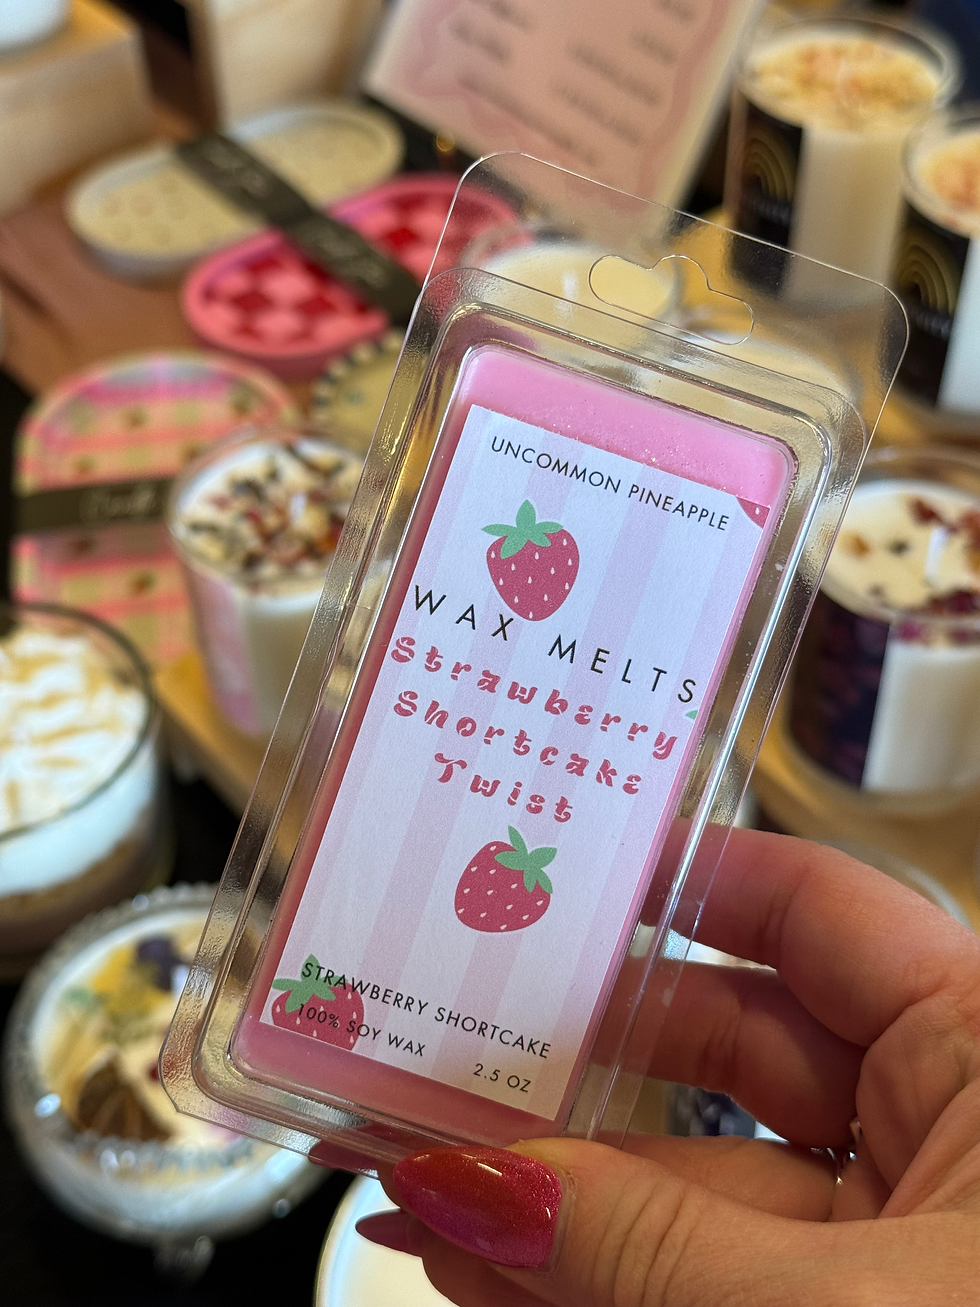 UNCOMMON PINEAPPLE
WAX MELTS
Strawberry
Shortcake
Twist
STRAWBERRY SHORTCAKE
100% SOY WAX
2.5 OZ